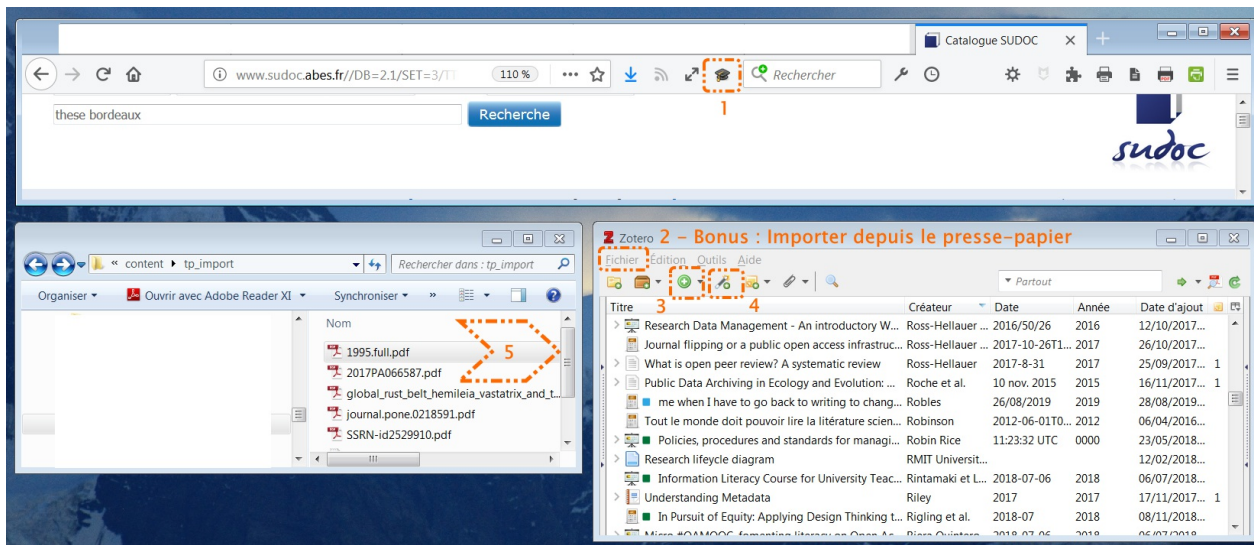 Catalogue SUDOC
www.sudoc.abes.fr//DB=2.1/SET=3/TT
110 %
Rechercher
1
these bordeaux
Recherche
sudoc
« content ▸ tp_import
Rechercher dans : tp_import
Organiser
Ouvrir avec Adobe Reader XI
Synchroniser
»
Nom
1995.full.pdf
5
2017PA066587.pdf
global_rust_belt_hemileia_vastatrix_and_t...
journal.pone.0218591.pdf
SSRN-id2529910.pdf
Zotero 2 - Bonus : Importer depuis le presse-papier
Fichier Édition Outils Aide
Partout
3 4
Titre Créateur Date Année Date d'ajout
Research Data Management - An introductory W... Ross-Hellauer ... 2016/50/26 2016 12/10/2017...
Journal flipping or a public open access infrastruc... Ross-Hellauer ... 2017-10-26T1... 2017 26/10/2017...
What is open peer review? A systematic review Ross-Hellauer 2017-8-31 2017 25/09/2017... 1
Public Data Archiving in Ecology and Evolution: ... Roche et al. 10 nov. 2015 2015 16/11/2017... 1
me when I have to go back to writing to chang... Robles 26/08/2019 2019 28/08/2019...
Tout le monde doit pouvoir lire la litérature scien... Robinson 2012-06-01T0... 2012 06/04/2016...
Policies, procedures and standards for managi... Robin Rice 11:23:32 UTC 0000 23/05/2018...
Research lifeycle diagram RMIT Universit... 12/02/2018...
Information Literacy Course for University Teac... Rintamaki et L... 2018-07-06 2018 06/07/2018...
Understanding Metadata Riley 2017 2017 17/11/2017... 1
In Pursuit of Equity: Applying Design Thinking t... Rigling et al. 2018-07 2018 08/11/2018...